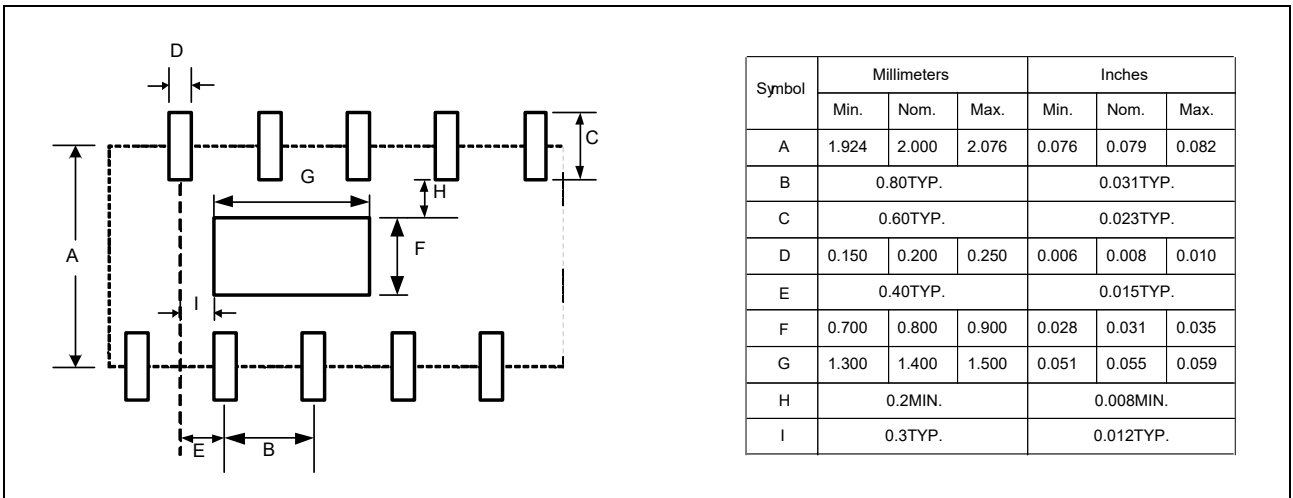 D
C
G
H
A
F
I
E
B
Symbol Millimeters Inches
Min. Nom. Max. Min. Nom. Max.
A 1.924 2.000 2.076 0.076 0.079 0.082
B 0.80TYP. 0.031TYP.
C 0.60TYP. 0.023TYP.
D 0.150 0.200 0.250 0.006 0.008 0.010
E 0.40TYP. 0.015TYP.
F 0.700 0.800 0.900 0.028 0.031 0.035
G 1.300 1.400 1.500 0.051 0.055 0.059
H 0.2MIN. 0.008MIN.
I 0.3TYP. 0.012TYP.